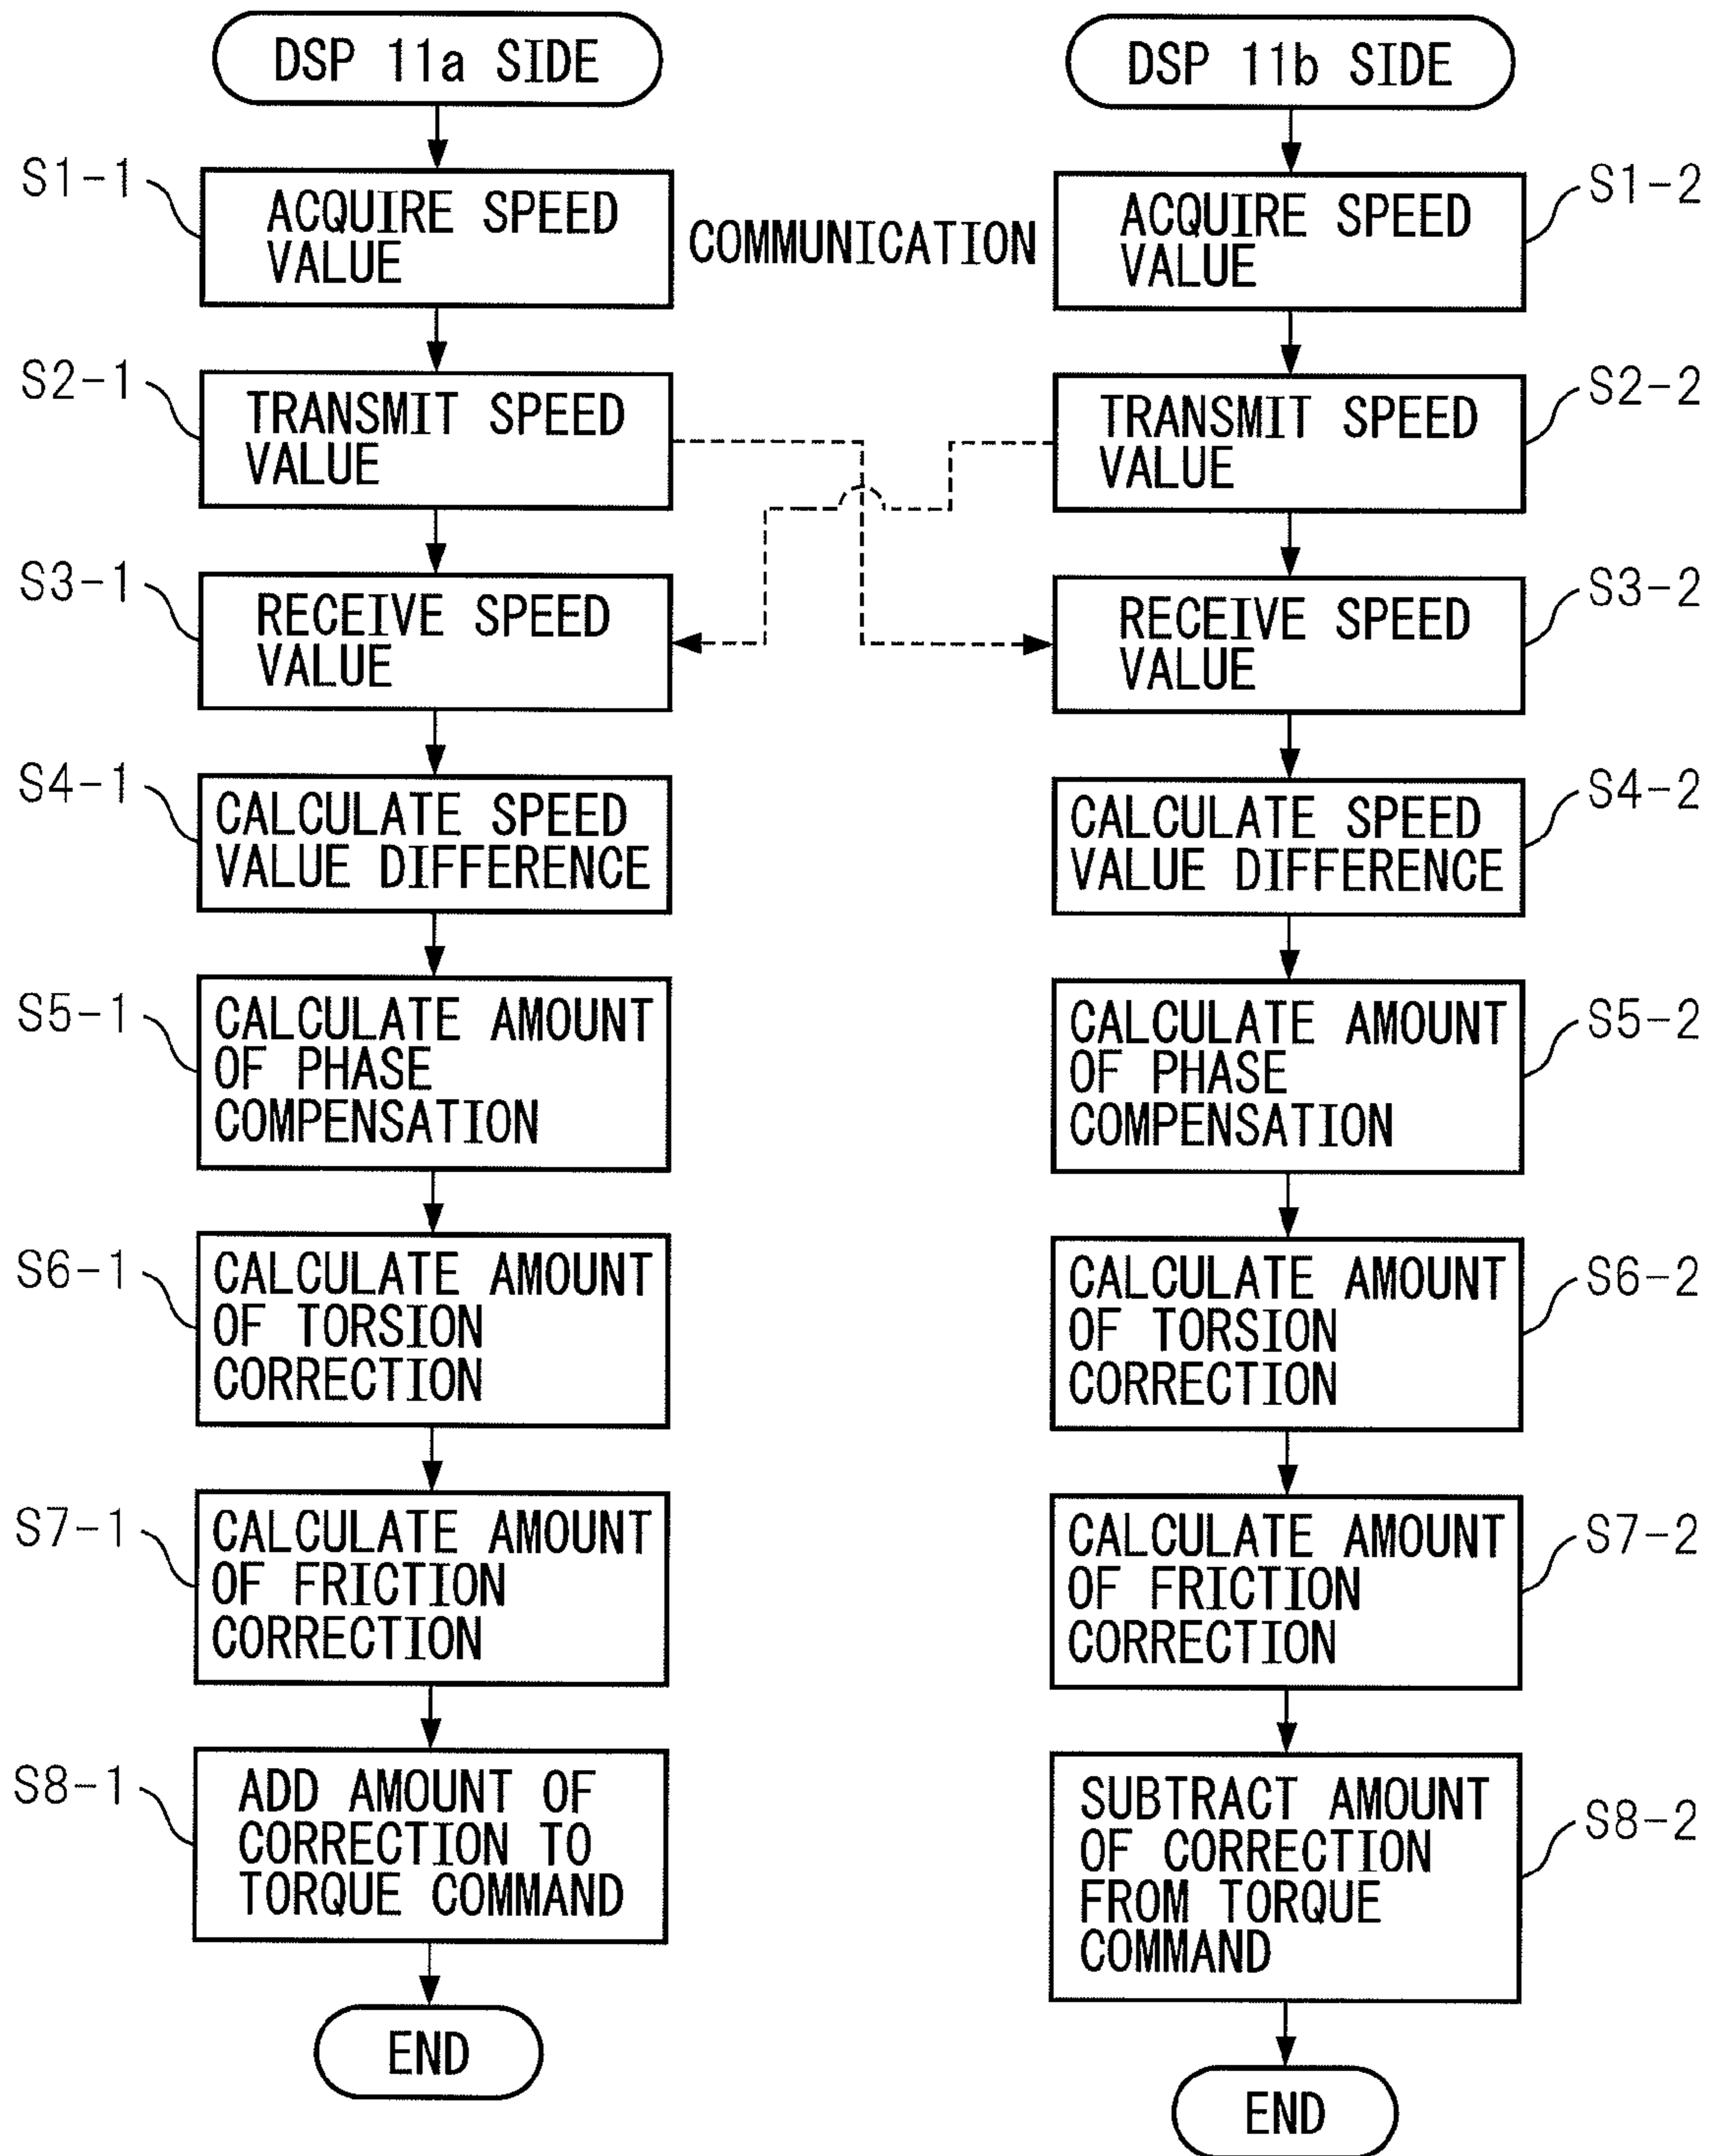 DSP 11a SIDE
S1-1
ACQUIRE SPEED
VALUE
S2-1
TRANSMIT SPEED
VALUE
S3-1
RECEIVE SPEED
VALUE
S4-1
CALCULATE SPEED
VALUE DIFFERENCE
S5-1
CALCULATE AMOUNT
OF PHASE
COMPENSATION
S6-1
CALCULATE AMOUNT
OF TORSION
CORRECTION
S7-1
CALCULATE AMOUNT
OF FRICTION
CORRECTION
S8-1
ADD AMOUNT OF
CORRECTION TO
TORQUE COMMAND
END
COMMUNICATION
DSP 11b SIDE
ACQUIRE SPEED
VALUE
S1-2
TRANSMIT SPEED
VALUE
S2-2
RECEIVE SPEED
VALUE
S3-2
CALCULATE SPEED
VALUE DIFFERENCE
S4-2
CALCULATE AMOUNT
OF PHASE
COMPENSATION
S5-2
CALCULATE AMOUNT
OF TORSION
CORRECTION
S6-2
CALCULATE AMOUNT
OF FRICTION
CORRECTION
S7-2
SUBTRACT AMOUNT
OF CORRECTION
FROM TORQUE
COMMAND
S8-2
END